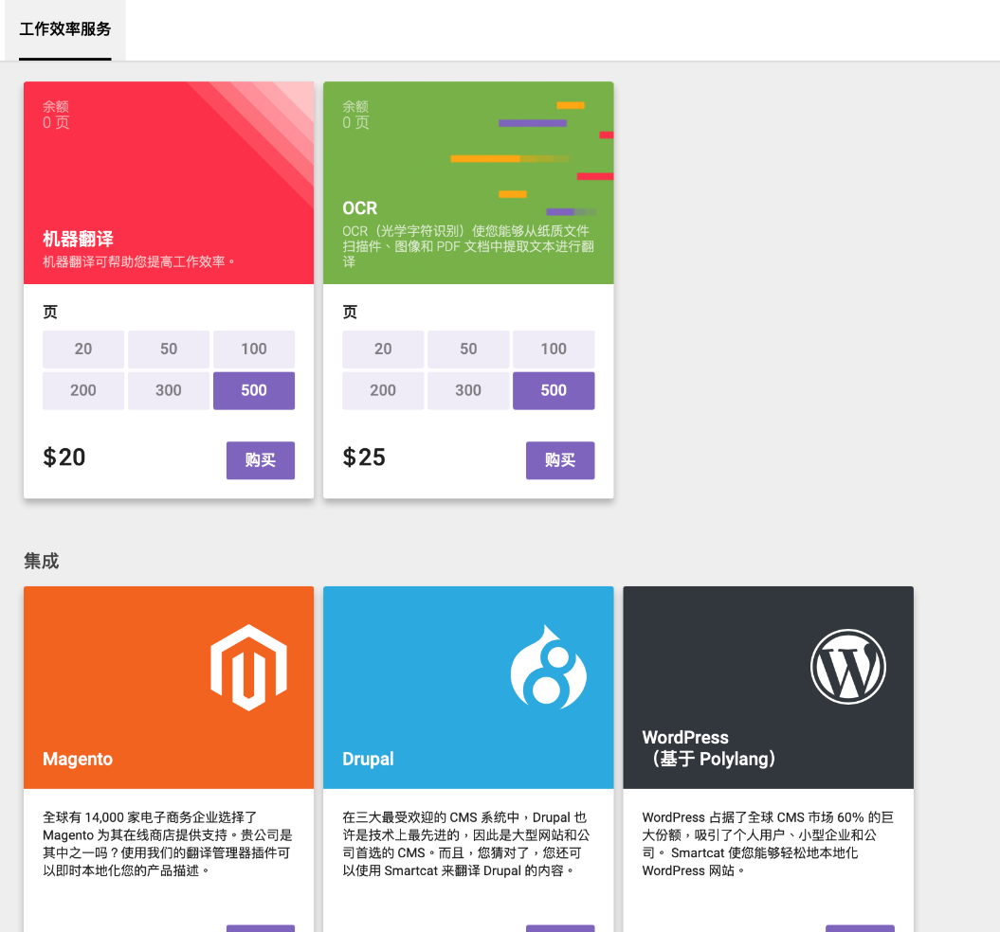 工作效率服务
余额
0 页
机器翻译
机器翻译可帮助您提高工作效率。
页
20 50 100
200 300 500
$20 购买
余额
0 页
OCR
OCR（光学字符识别）使您能够从纸质文件
扫描件、图像和 PDF 文档中提取文本进行翻
译
页
20 50 100
200 300 500
$25 购买
集成
Magento
全球有 14,000 家电子商务企业选择了
Magento 为其在线商店提供支持。贵公司是
其中之一吗？使用我们的翻译管理器插件可
以即时本地化您的产品描述。
Drupal
在三大最受欢迎的 CMS 系统中，Drupal 也
许是技术上最先进的，因此是大型网站和公
司首选的 CMS。而且，您猜对了，您还可
以使用 Smartcat 来翻译 Drupal 的内容。
WordPress
（基于 Polylang）
WordPress 占据了全球 CMS 市场 60% 的巨
大份额，吸引了个人用户、小型企业和公
司。 Smartcat 使您能够轻松地本地化
WordPress 网站。